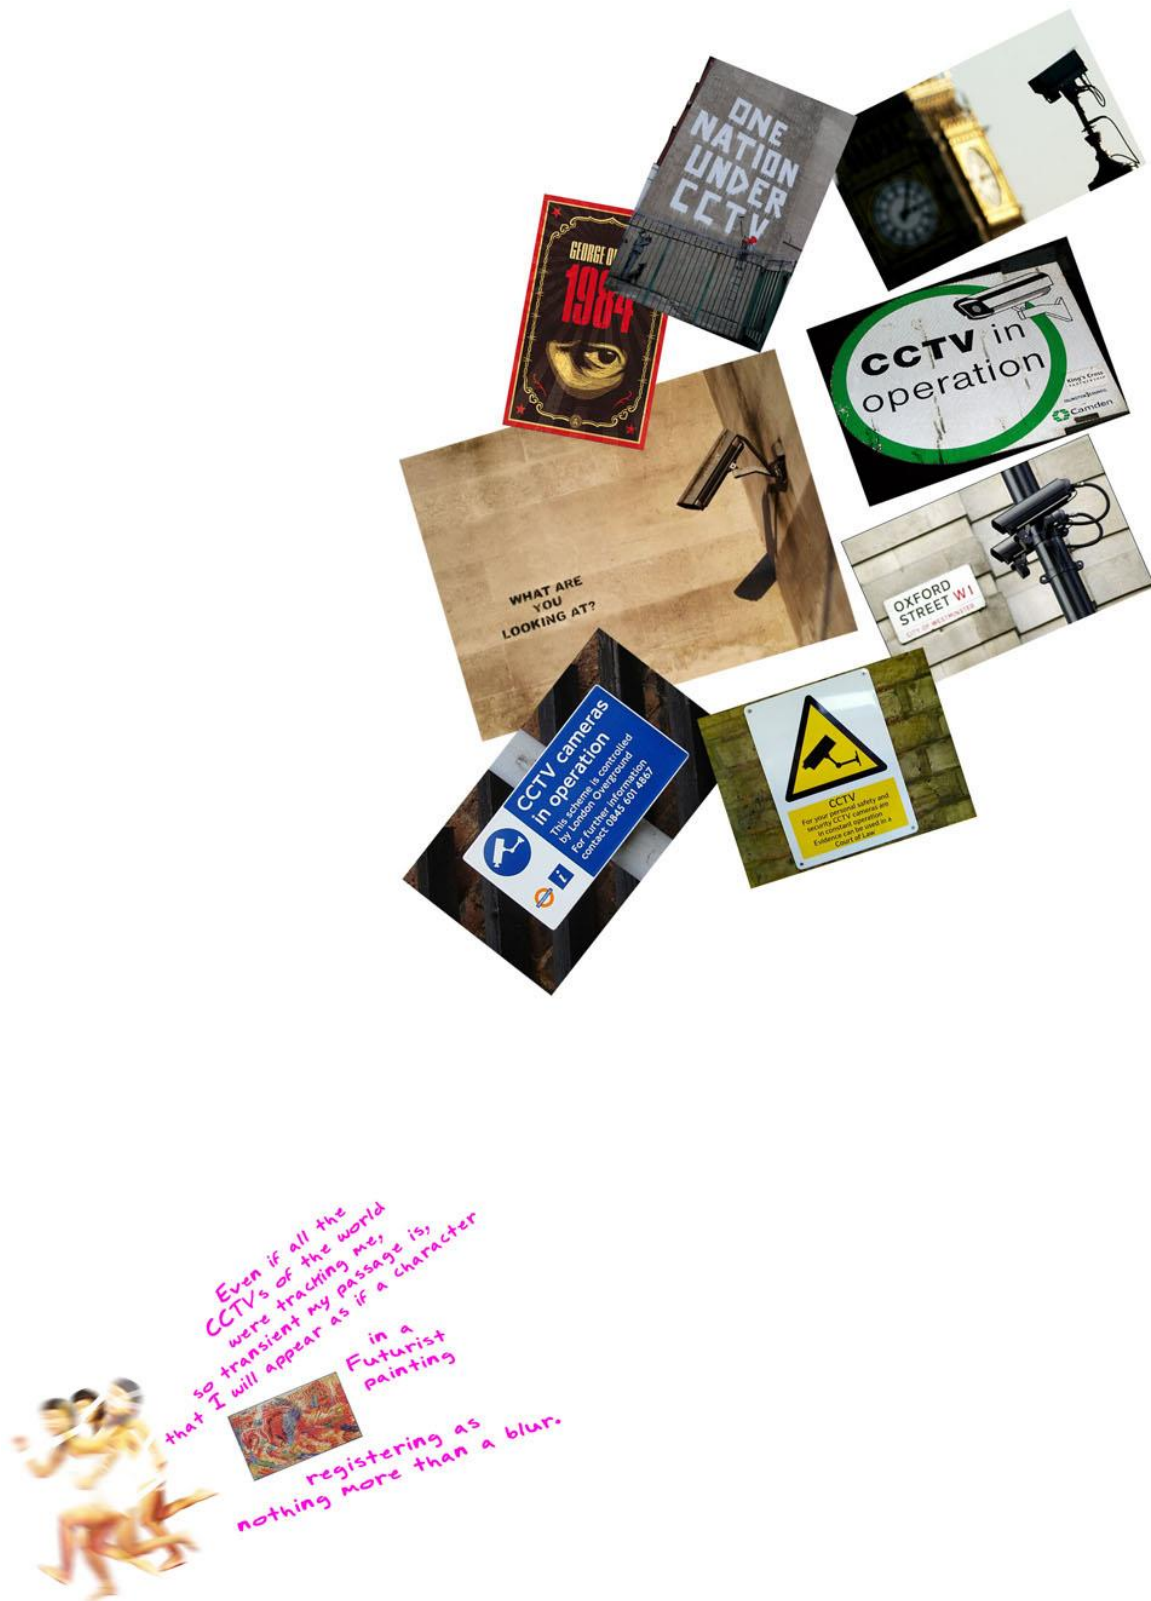 ONE
NATION
UNDER
CCTV
GEORGE O
1984
CCTV in
operation
King's Cross
PARTNERSHIP
Camden
WHAT ARE
YOU
LOOKING AT?
OXFORD
STREET W1
CITY OF WESTMINSTER
CCTV cameras
in operation
This scheme is controlled
by London Overground
For further information
contact 0845 601 4867
i
CCTV
For your personal safety and
security CCTV cameras are
in constant operation
Evidence can be used in a
Court of Law
Even if all the
CCTV's of the world
were tracking me,
so transient my passage is,
that I will appear as if a character
in a
Futurist
painting
registering as
nothing more than a blur.